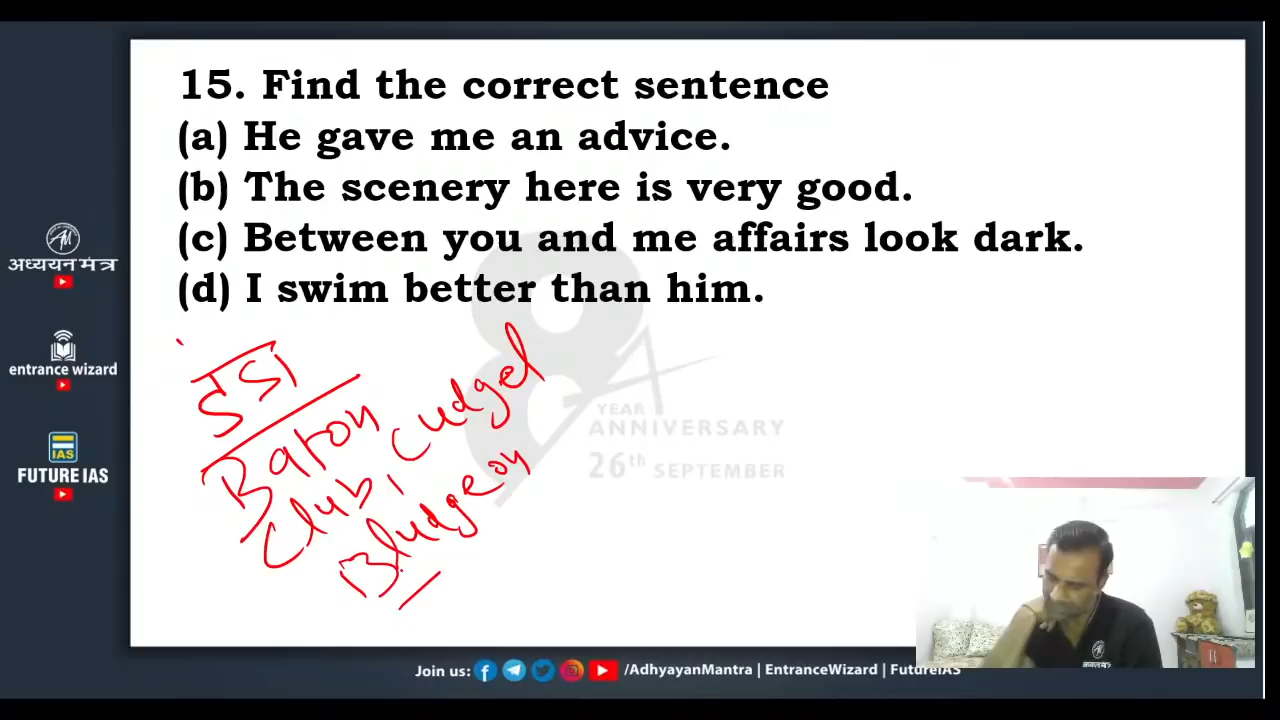 15. Find the correct sentence
(a) He gave me an advice.
(b) The scenery here is very good.
(c) Between you and me affairs look dark.
(d) I swim better than him.
अध्ययन मंत्र
entrance wizard
IAS
FUTURE IAS
YEAR
ANNIVERSARY
26th SEPTEMBER
डंडा
Baton
Club, Cudgel
Bludgeon
Join us: /AdhyayanMantra | EntranceWizard | FutureIAS